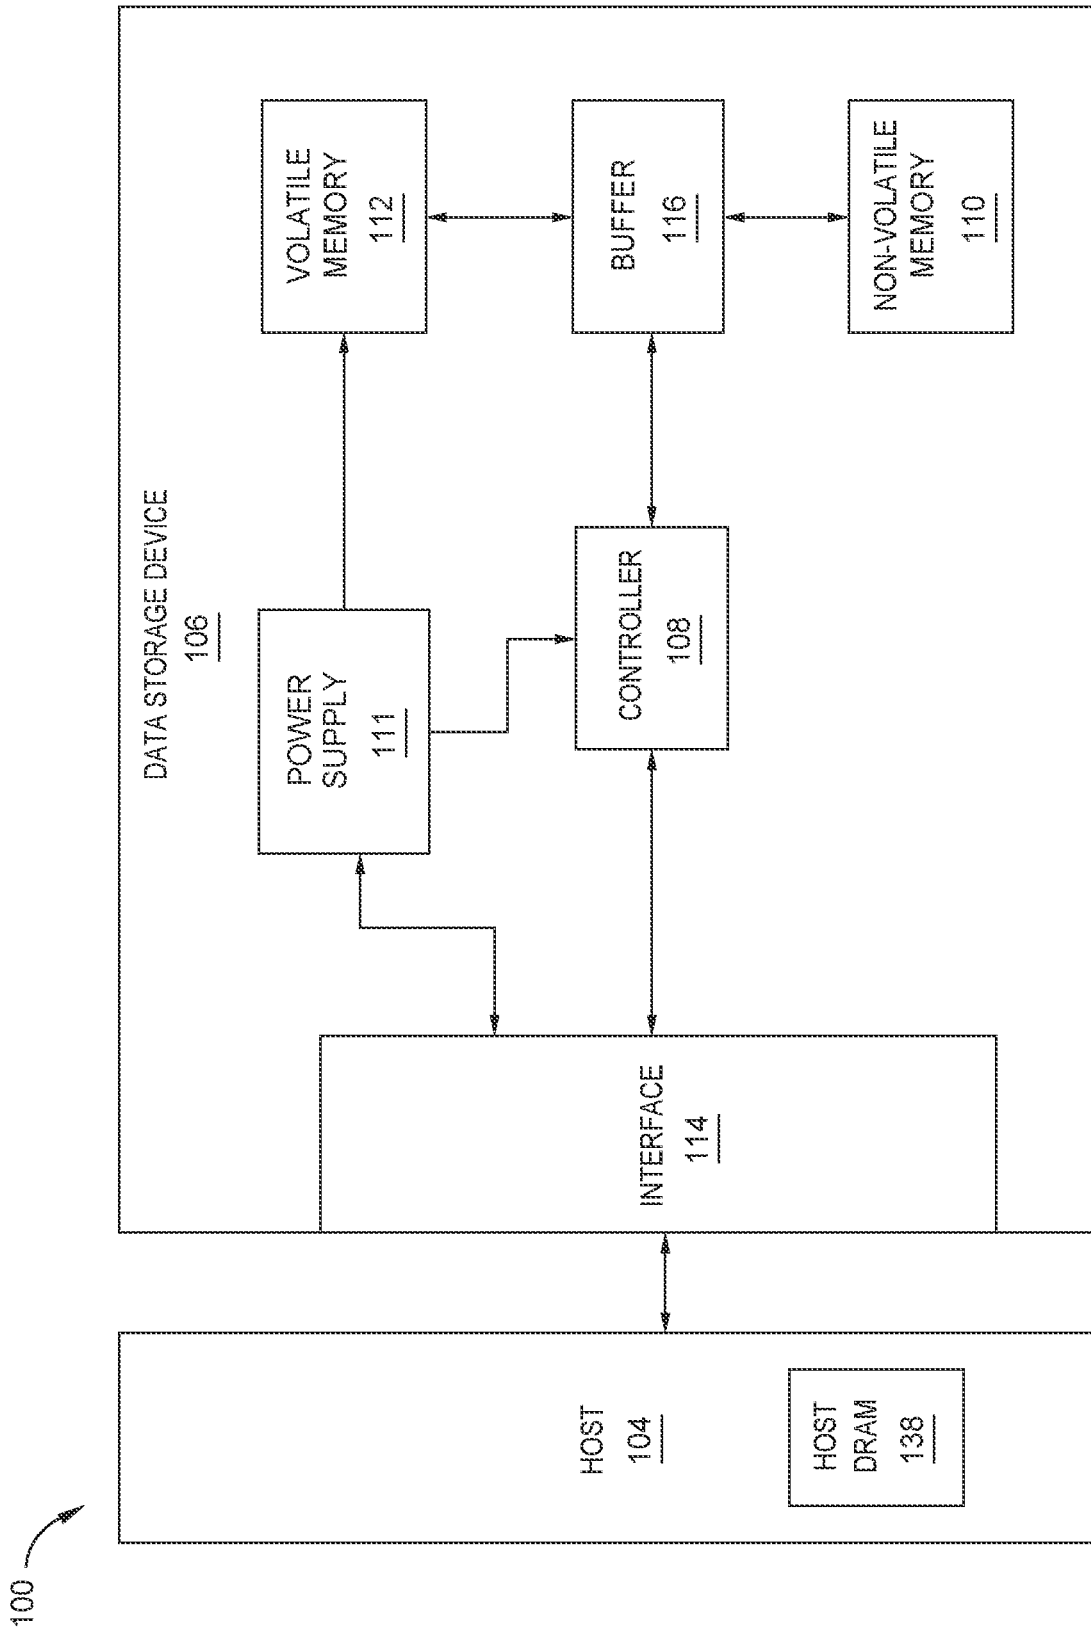 100
HOST
104
HOST
DRAM
138
DATA STORAGE DEVICE
106
INTERFACE
114
POWER
SUPPLY
111
CONTROLLER
108
VOLATILE
MEMORY
112
BUFFER
116
NON-VOLATILE
MEMORY
110